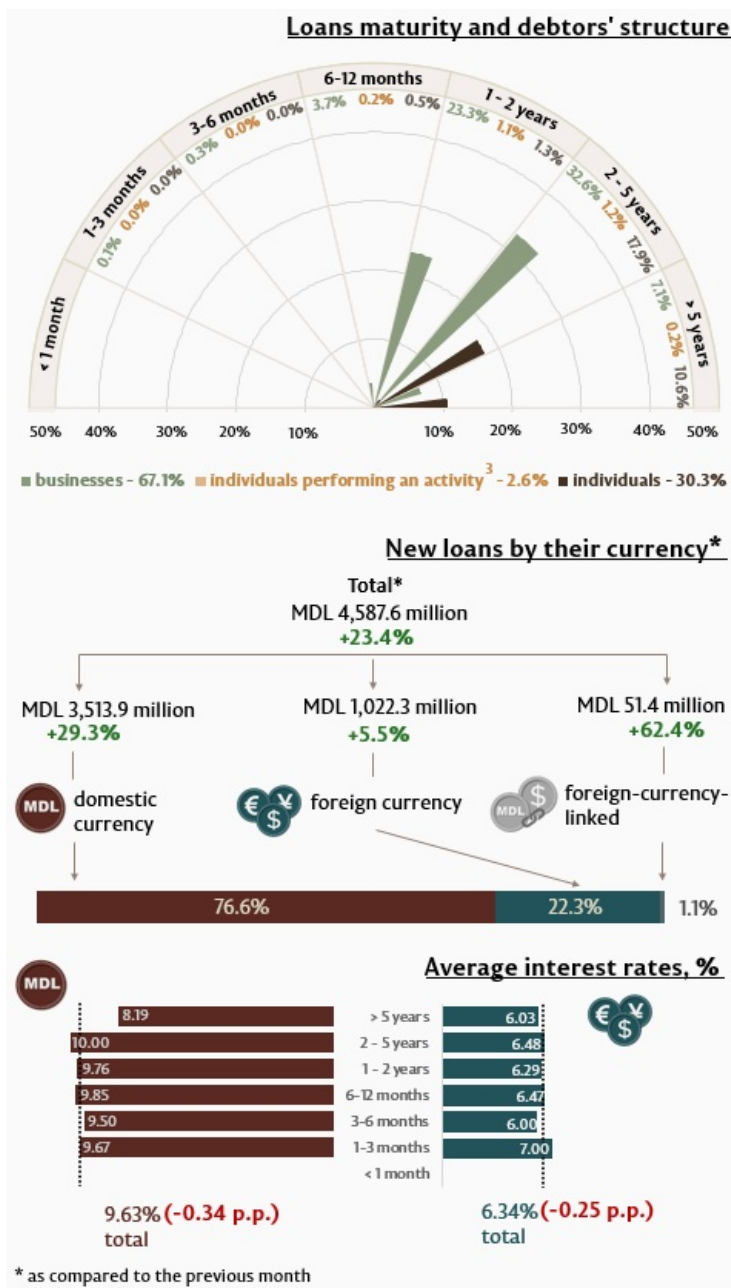 Loans maturity and debtors' structure
< 1 month
1-3 months
0.1% 0.0% 0.0%
3-6 months
0.3% 0.0% 0.0%
6-12 months
3.7% 0.2% 0.5%
1 - 2 years
23.3% 1.1% 1.3%
2 - 5 years
32.6% 1.2% 17.9%
> 5 years
7.1% 0.2% 10.6%
50% 40% 30% 20% 10% 10% 20% 30% 40% 50%
businesses - 67.1% individuals performing an activity 3 - 2.6% individuals - 30.3%
New loans by their currency*
Total*
MDL 4,587.6 million
+23.4%
MDL 3,513.9 million MDL 1,022.3 million MDL 51.4 million
+29.3% +5.5% +62.4%
MDL domestic currency
€ ¥ $ foreign currency
MDL $ foreign-currency-linked
76.6% 22.3% 1.1%
Average interest rates, %
MDL
€ ¥ $
8.19 > 5 years 6.03
10.00 2 - 5 years 6.48
9.76 1 - 2 years 6.29
9.85 6-12 months 6.47
9.50 3-6 months 6.00
9.67 1-3 months 7.00
< 1 month
9.63% (-0.34 p.p.) 6.34% (-0.25 p.p.)
total total
* as compared to the previous month